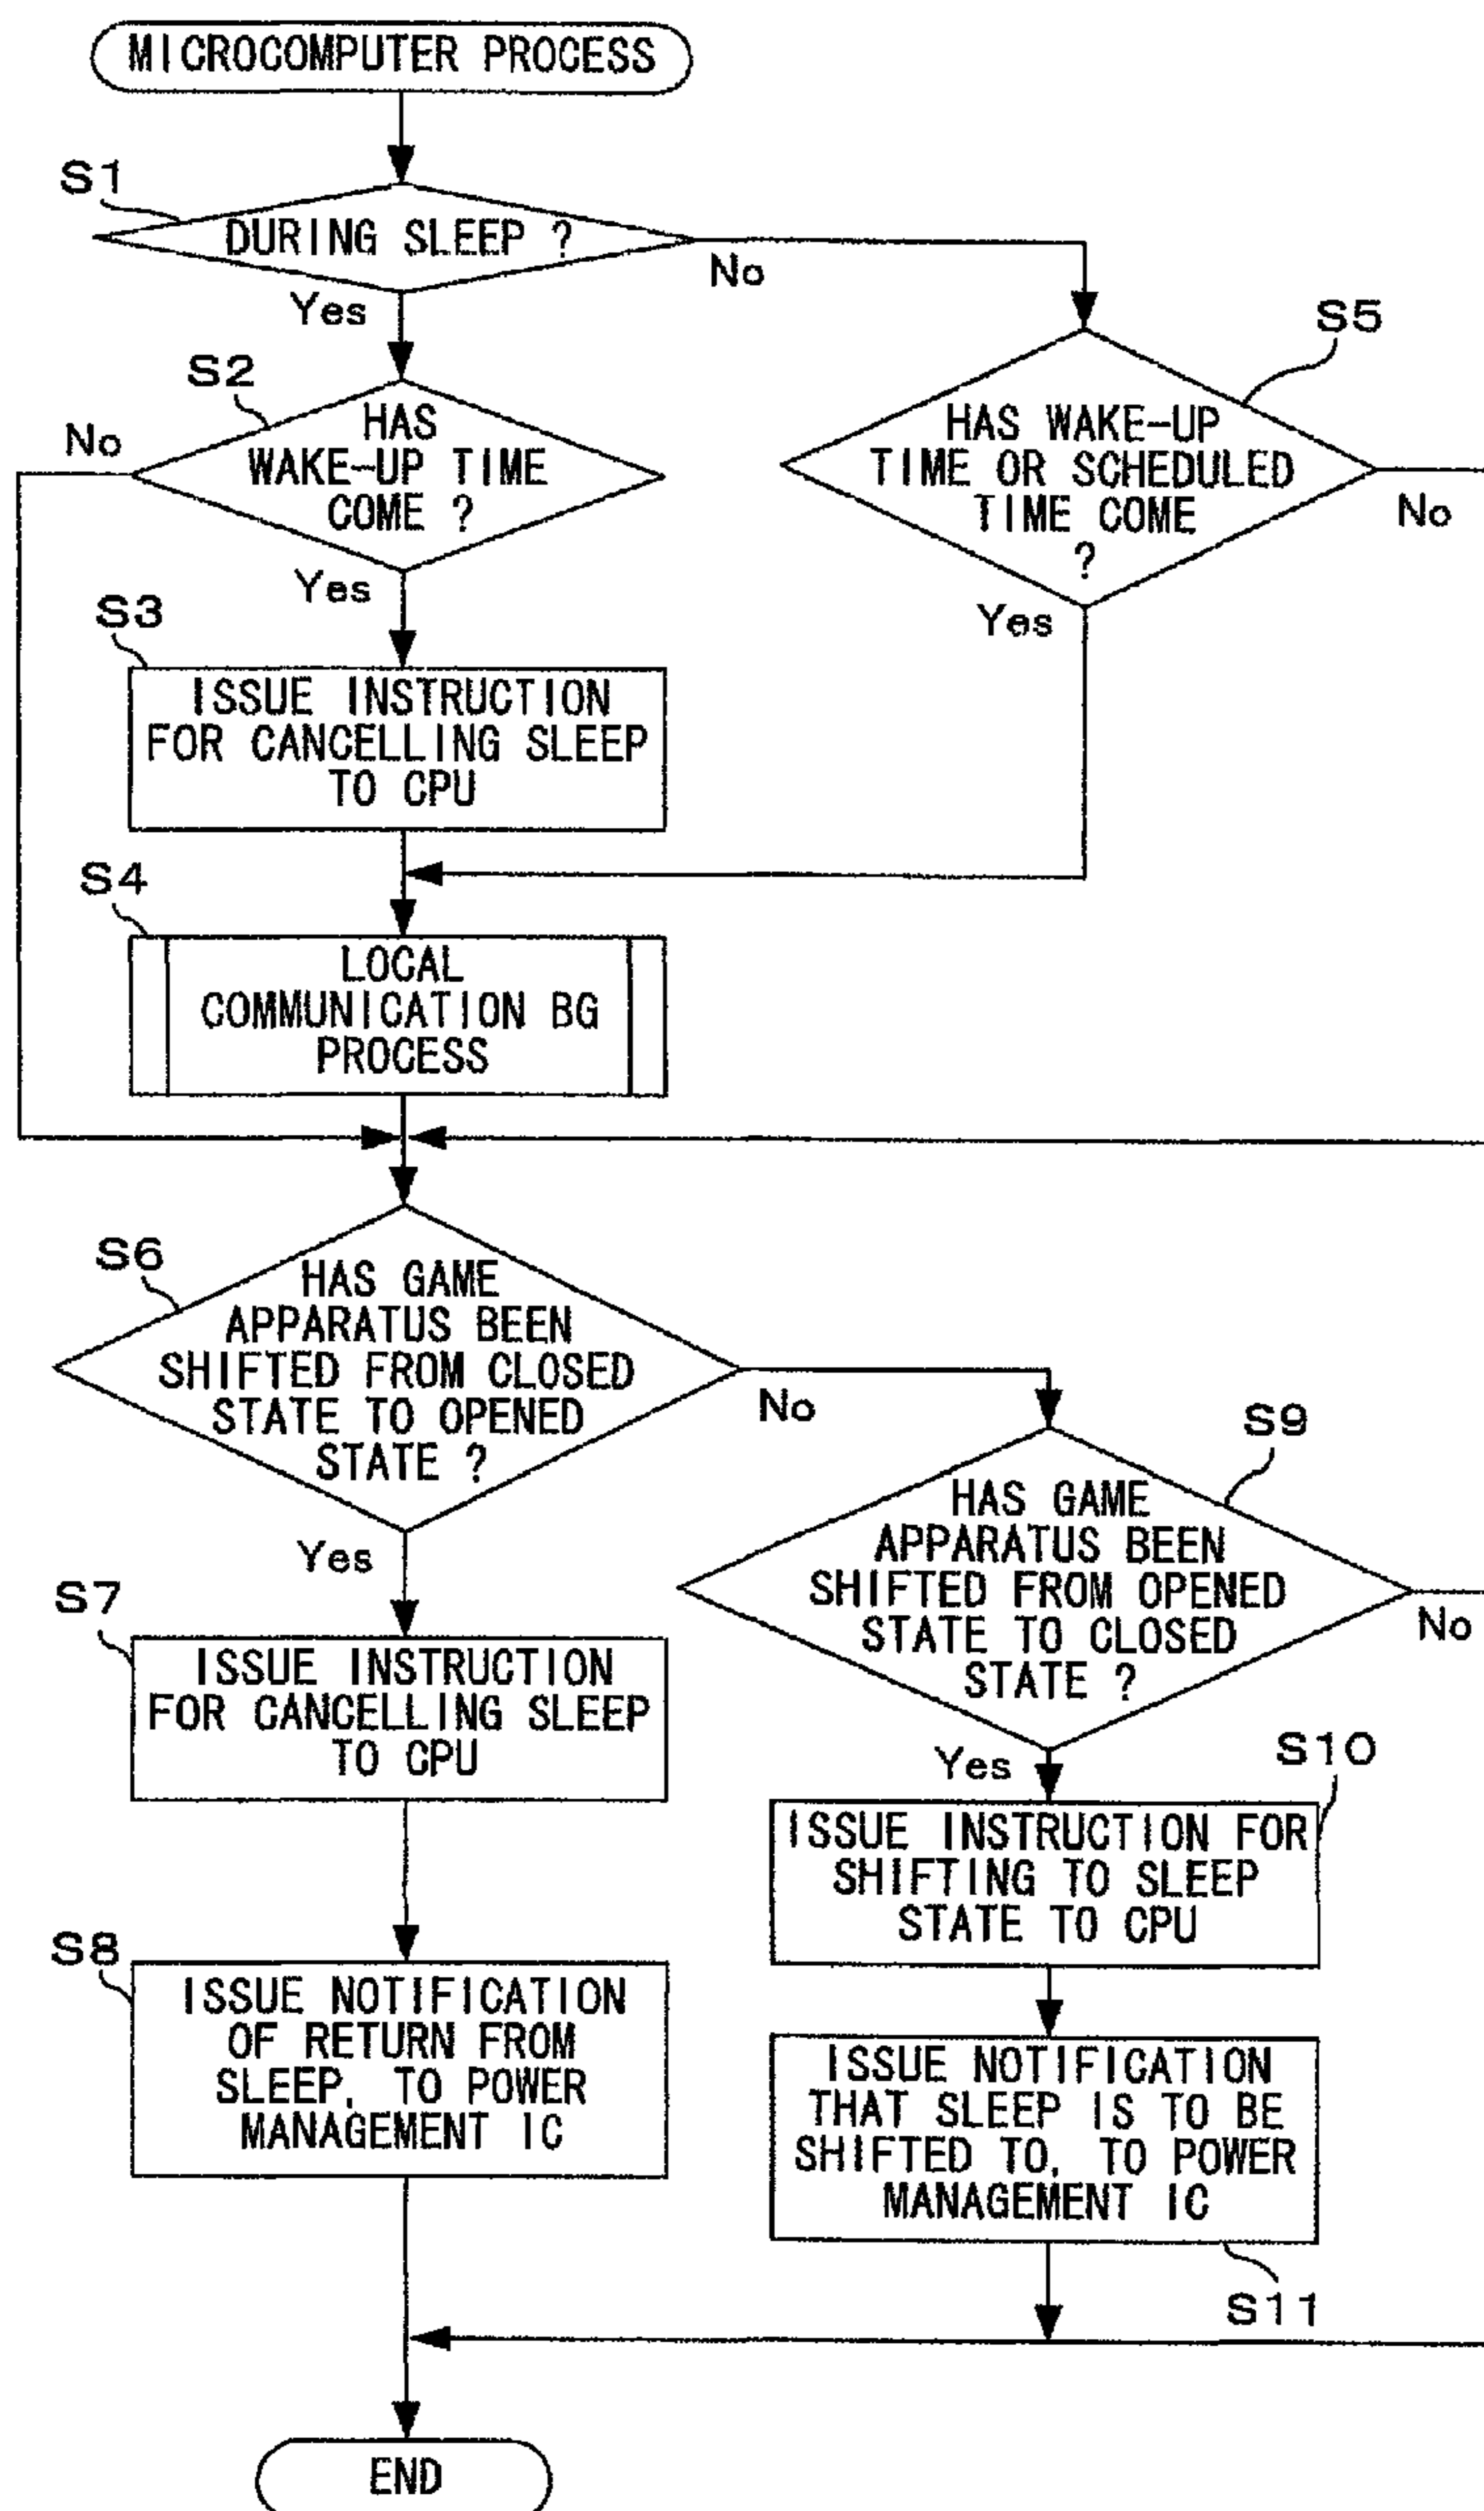 MICROCOMPUTER PROCESS
S1
DURING SLEEP ?
No
Yes
S2
No
HAS
WAKE-UP TIME
COME ?
Yes
S5
HAS WAKE-UP
TIME OR SCHEDULED
TIME COME
?
No
Yes
S3
ISSUE INSTRUCTION
FOR CANCELLING SLEEP
TO CPU
S4
LOCAL
COMMUNICATION BG
PROCESS
S6
HAS GAME
APPARATUS BEEN
SHIFTED FROM CLOSED
STATE TO OPENED
STATE ?
No
Yes
S9
HAS GAME
APPARATUS BEEN
SHIFTED FROM OPENED
STATE TO CLOSED
STATE ?
No
Yes
S7
ISSUE INSTRUCTION
FOR CANCELLING SLEEP
TO CPU
S10
ISSUE INSTRUCTION FOR
SHIFTING TO SLEEP
STATE TO CPU
S8
ISSUE NOTIFICATION
OF RETURN FROM
SLEEP, TO POWER
MANAGEMENT IC
ISSUE NOTIFICATION
THAT SLEEP IS TO BE
SHIFTED TO, TO POWER
MANAGEMENT IC
S11
END